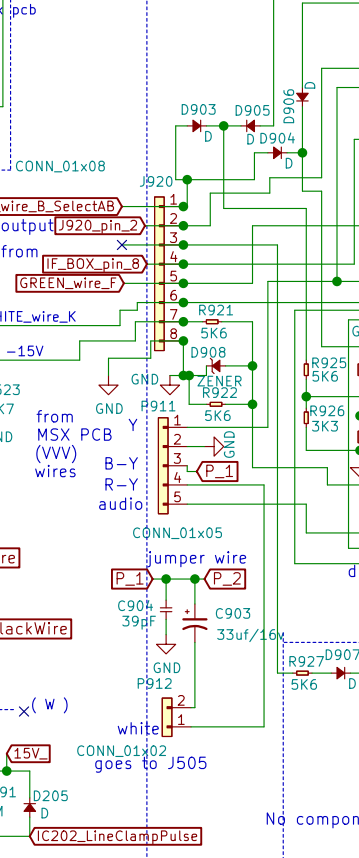 pcb
D906
D
D903
D905
D
D
D904
D
CONN_01x08
J920
wire_B_SelectAB
1
output
J920_pin_2
2
3
from
IF_BOX_pin_8
4
GREEN_wire_F
5
6
HITE_wire_K
7
R921
5K6
-15V
8
D908
ZENER
GND
GND
R922
5K6
R925
5K6
R926
3K3
P911
from
MSX PCB
(VVV)
wires
Y
1
2
GND
B-Y
3
P_1
R-Y
4
audio
5
CONN_01x05
jumper wire
P_1
P_2
C904
39pF
C903
33uf/16v
GND
lackWire
R927
5K6
D907
D
P912
2
white
1
CONN_01x02
goes to J505
( W )
15V_
91
D205
D
No compon
IC202_LineClampPulse